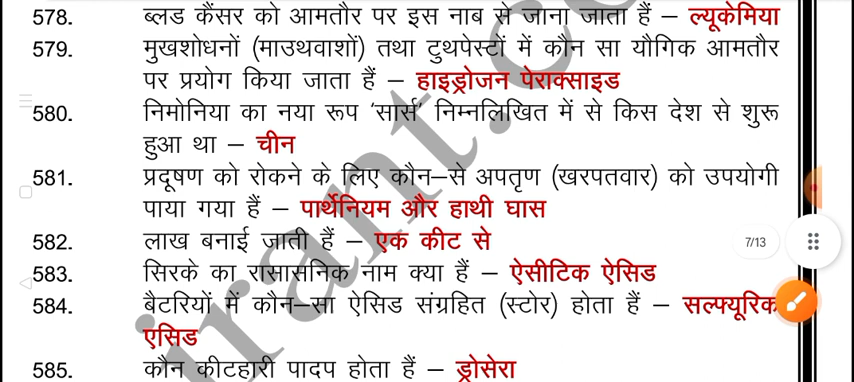 578. ब्लड कैंसर को आमतौर पर इस नाब से जाना जाता हैं – ल्यूकेमिया
579. मुखशोधनों (माउथवाशों) तथा टुथपेस्टों में कौन सा यौगिक आमतौर
पर प्रयोग किया जाता हैं – हाइड्रोजन पेराक्साइड
580. निमोनिया का नया रूप ‘सार्स’ निम्नलिखित में से किस देश से शुरू
हुआ था – चीन
581. प्रदूषण को रोकने के लिए कौन–से अपतृण (खरपतवार) को उपयोगी
पाया गया हैं – पार्थेनियम और हाथी घास
582. लाख बनाई जाती हैं – एक कीट से
7/13
583. सिरके का रासासनिक नाम क्या हैं – ऐसीटिक ऐसिड
584. बैटरियों में कौन–सा ऐसिड संग्रहित (स्टोर) होता हैं – सल्फ्यूरिक
एसिड
585. कौन कीटहारी पादप होता हैं – ड्रोसेरा